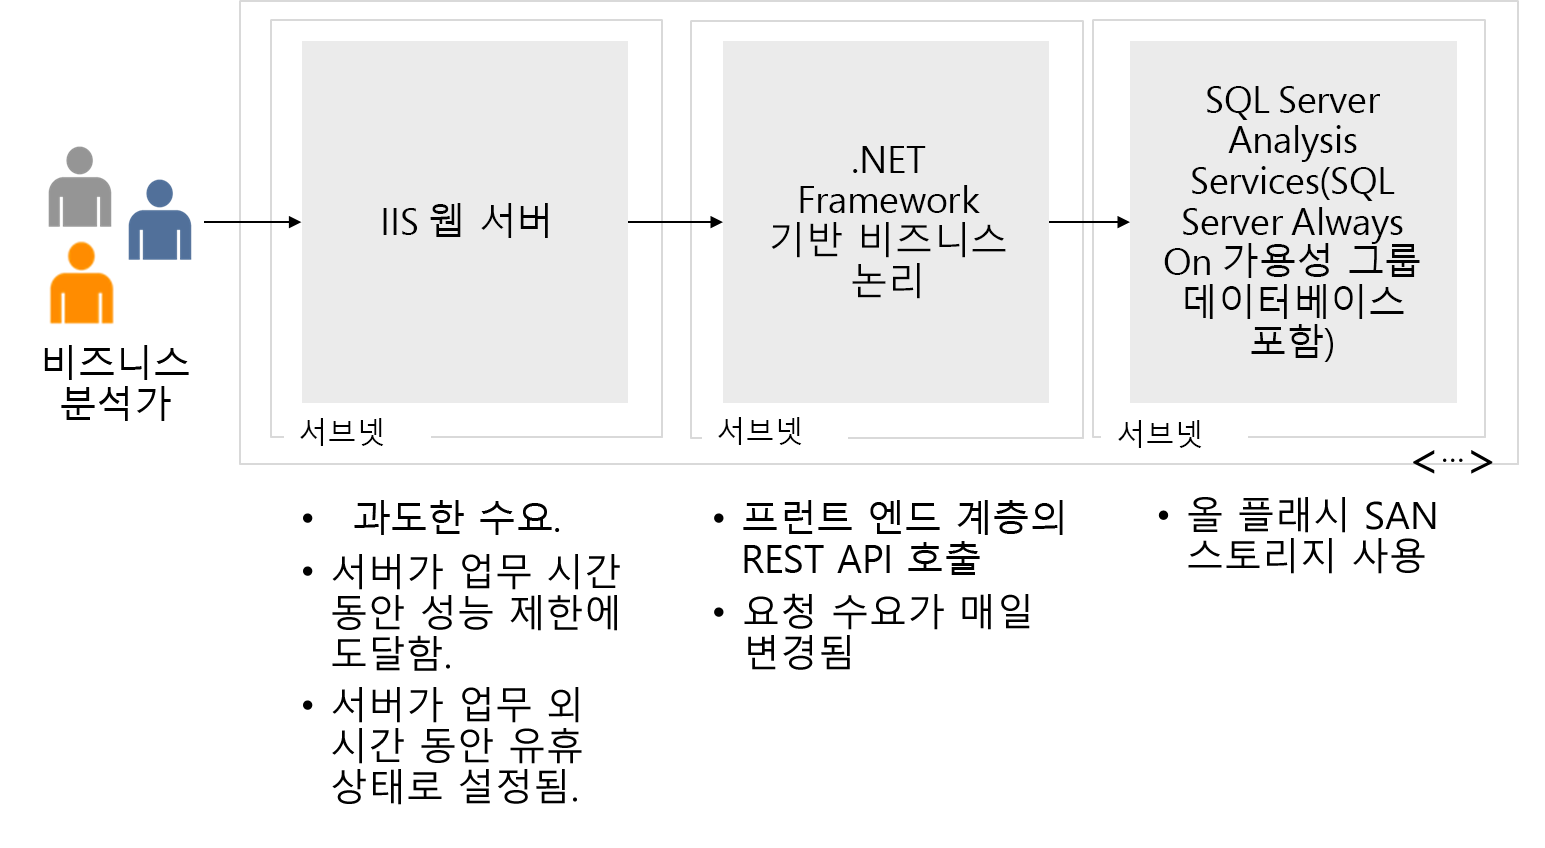 비즈니스
분석가
IIS 웹 서버
서브넷
.NET
Framework
기반 비즈니스
논리
서브넷
SQL Server
Analysis
Services(SQL
Server Always
On 가용성 그룹
데이터베이스
포함)
서브넷
<···>
• 과도한 수요.
• 서버가 업무 시간
동안 성능 제한에
도달함.
• 서버가 업무 외
시간 동안 유휴
상태로 설정됨.
• 프런트 엔드 계층의
REST API 호출
• 요청 수요가 매일
변경됨
• 올 플래시 SAN
스토리지 사용